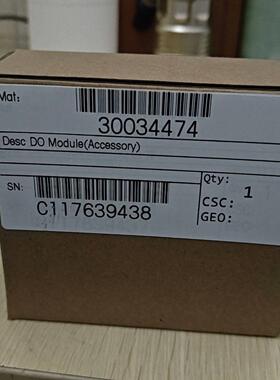 Mat:
30034474
Desc DO Module(Accessory)
SN:
C117639438
Qty: 1
CSC:
GEO: